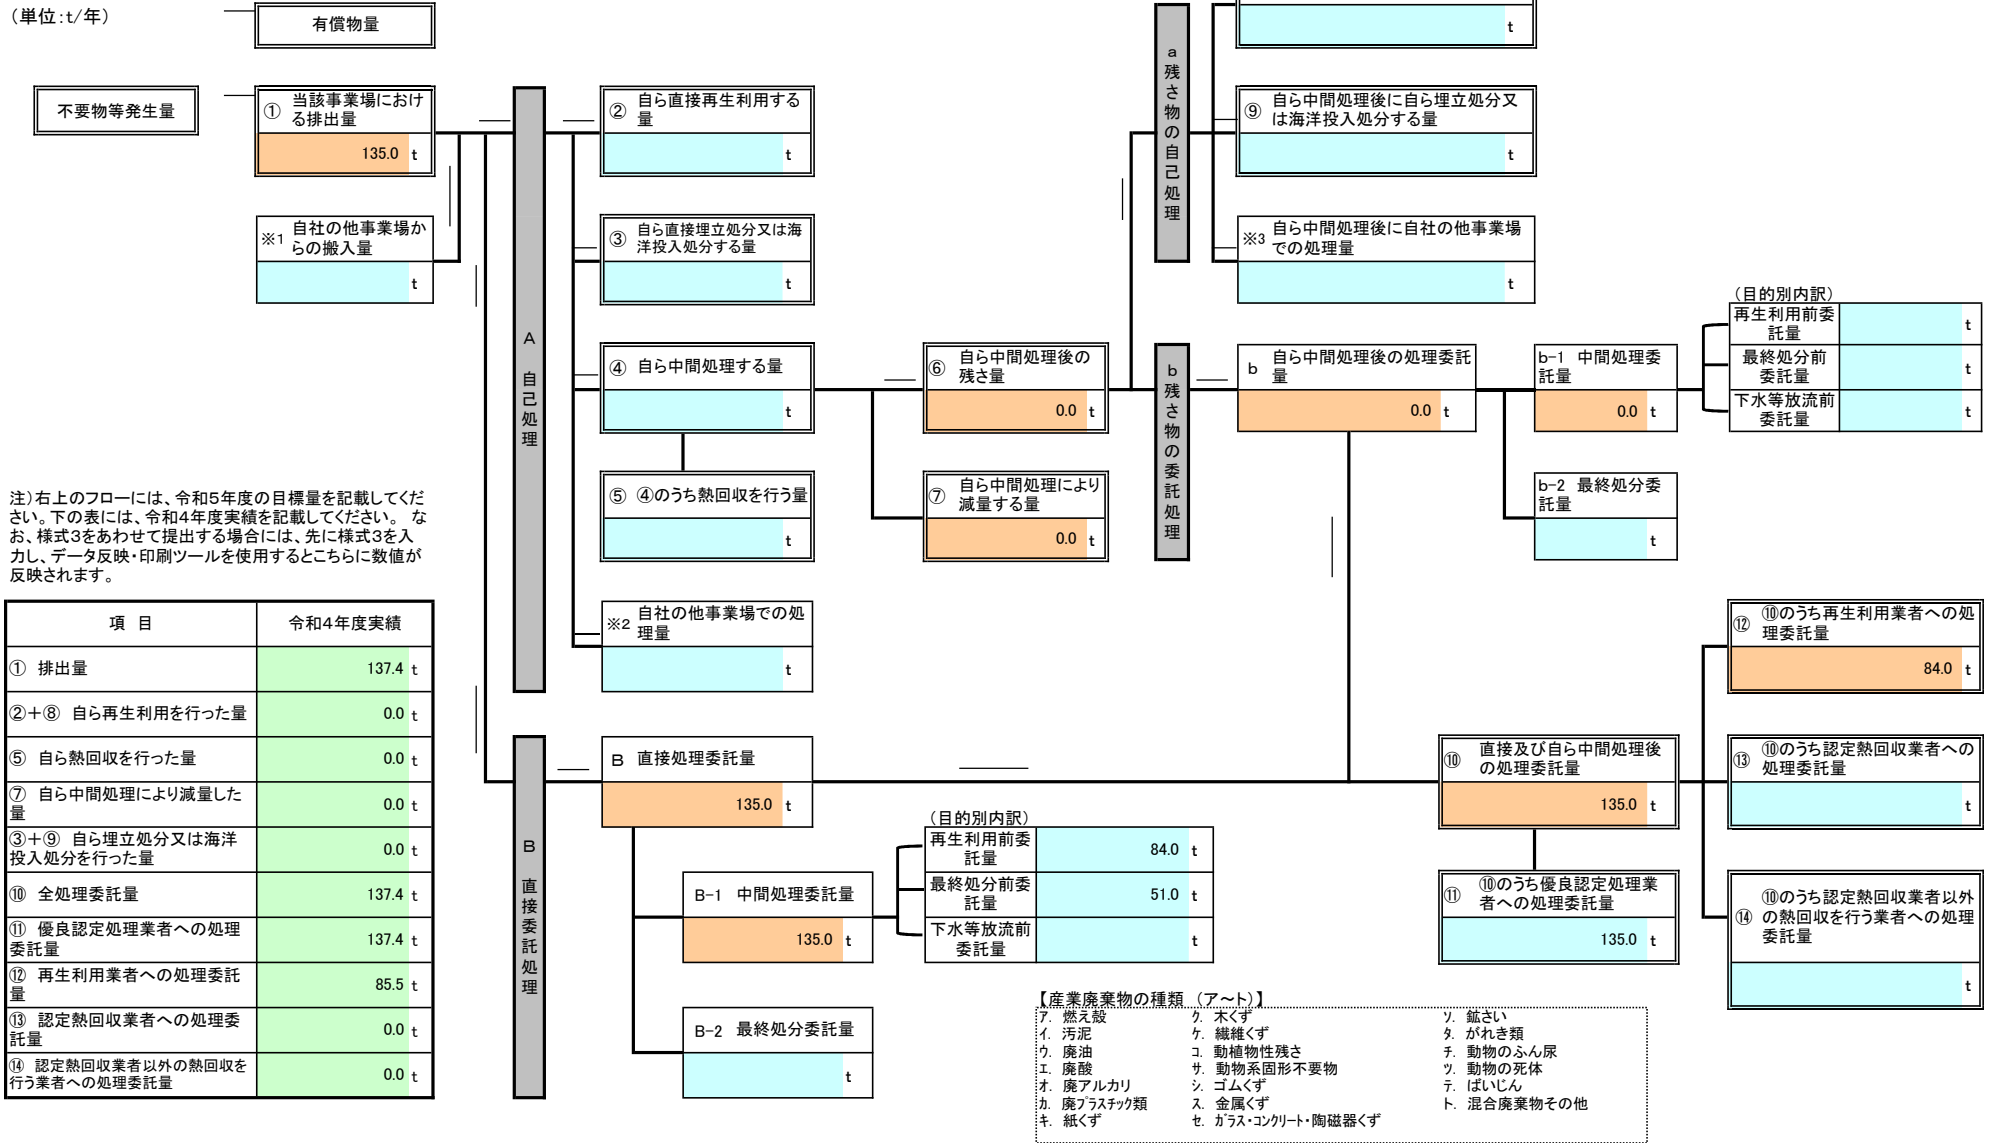 （単位:t/年）
有償物量
t
不要物等発生量
① 当該事業場におけ
る排出量
135.0 t
② 自ら直接再生利用する
量
t
⑨ 自ら中間処理後に自ら埋立処分又
は海洋投入処分する量
t
a 残さ物の自己処理
※1 自社の他事業場か
らの搬入量
t
③ 自ら直接埋立処分又は海
洋投入処分する量
t
※3 自ら中間処理後に自社の他事業場
での処理量
t
A 自己処理
④ 自ら中間処理する量
t
⑥ 自ら中間処理後の
残さ量
0.0 t
b 残さ物の委託処理
b 自ら中間処理後の処理委託
量
0.0 t
b-1 中間処理委
託量
0.0 t
（目的別内訳）
再生利用前委
託量
t
最終処分前
委託量
t
下水等放流前
委託量
t
⑤ ④のうち熱回収を行う量
t
⑦ 自ら中間処理により
減量する量
0.0 t
b-2 最終処分委
託量
t
注）右上のフローには、令和5年度の目標量を記載してくだ
さい。下の表には、令和4年度実績を記載してください。 な
お、様式3をあわせて提出する場合には、先に様式3を入
力し、データ反映・印刷ツールを使用するとこちらに数値が
反映されます。
※2 自社の他事業場での処
理量
t
項 目 令和4年度実績
① 排出量 137.4 t
②+⑧ 自ら再生利用を行った量 0.0 t
⑤ 自ら熱回収を行った量 0.0 t
⑦ 自ら中間処理により減量した
量 0.0 t
③+⑨ 自ら埋立処分又は海洋
投入処分を行った量 0.0 t
⑩ 全処理委託量 137.4 t
⑪ 優良認定処理業者への処理
委託量 137.4 t
⑫ 再生利用業者への処理委託
量 85.5 t
⑬ 認定熱回収業者への処理委
託量 0.0 t
⑭ 認定熱回収業者以外の熱回収を
行う業者への処理委託量 0.0 t
B 直接委託処理
B 直接処理委託量
135.0 t
B-1 中間処理委託量
135.0 t
（目的別内訳）
再生利用前委
託量
84.0 t
最終処分前委
託量
51.0 t
下水等放流前
委託量
t
B-2 最終処分委託量
t
⑩ 直接及び自ら中間処理後
の処理委託量
135.0 t
⑪ ⑩のうち優良認定処理業
者への処理委託量
135.0 t
⑫ ⑩のうち再生利用業者への処
理委託量
84.0 t
⑬ ⑩のうち認定熱回収業者への
処理委託量
t
⑭ ⑩のうち認定熱回収業者以外
の熱回収を行う業者への処理
委託量
t
【産業廃棄物の種類 （ア～ト）】
ア. 燃え殻 ク. 木くず ソ. 鉱さい
イ. 汚泥 ケ. 繊維くず タ. がれき類
ウ. 廃油 コ. 動植物性残さ チ. 動物のふん尿
エ. 廃酸 サ. 動物系固形不要物 ツ. 動物の死体
オ. 廃アルカリ シ. ゴムくず テ. ばいじん
カ. 廃プラスチック類 ス. 金属くず ト. 混合廃棄物その他
キ. 紙くず セ. ガラス・コンクリート・陶磁器くず